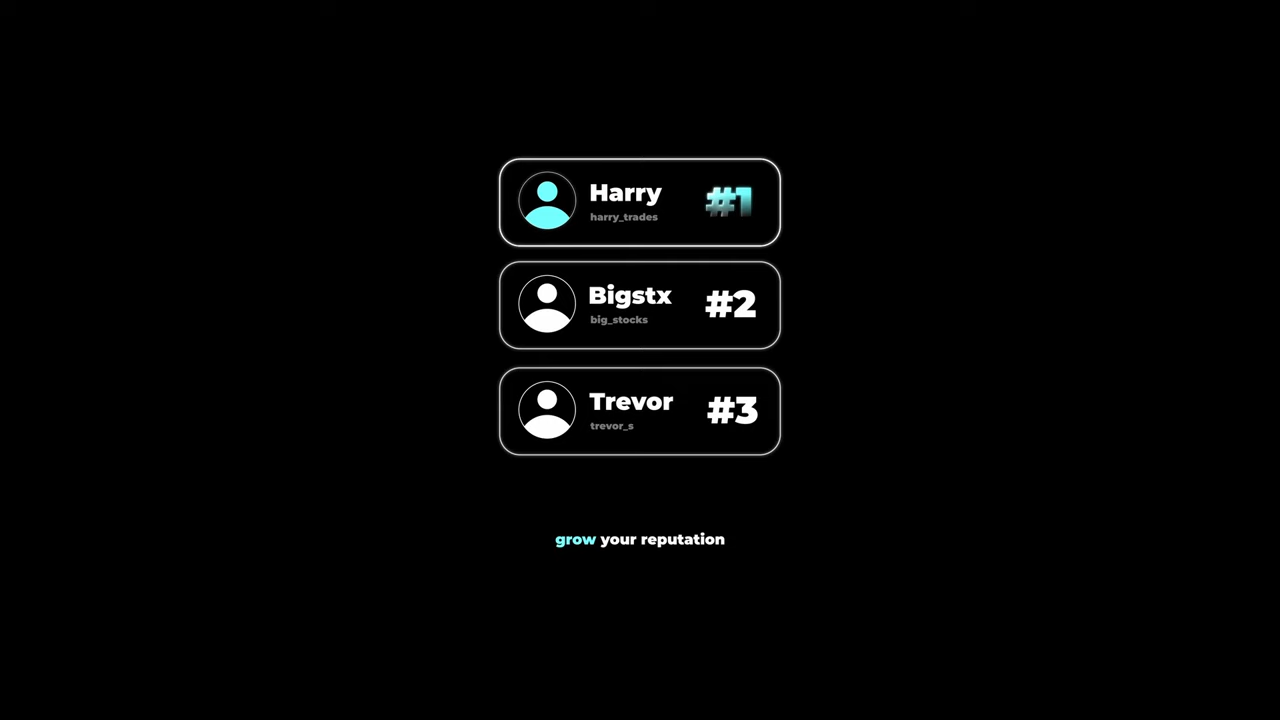 Harry
harry_trades
#1
Bigstx
big_stocks
#2
Trevor
trevor_s
#3
grow your reputation